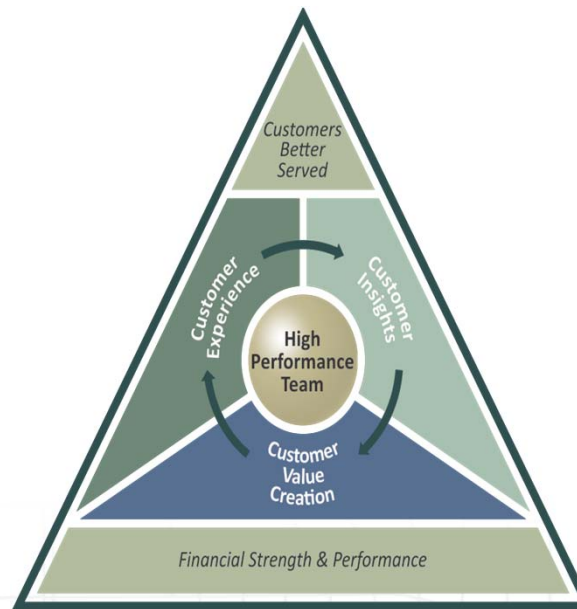 Customers
Better
Served
Customer
Experience
Customer
Insights
High
Performance
Team
Customer
Value
Creation
Financial Strength & Performance